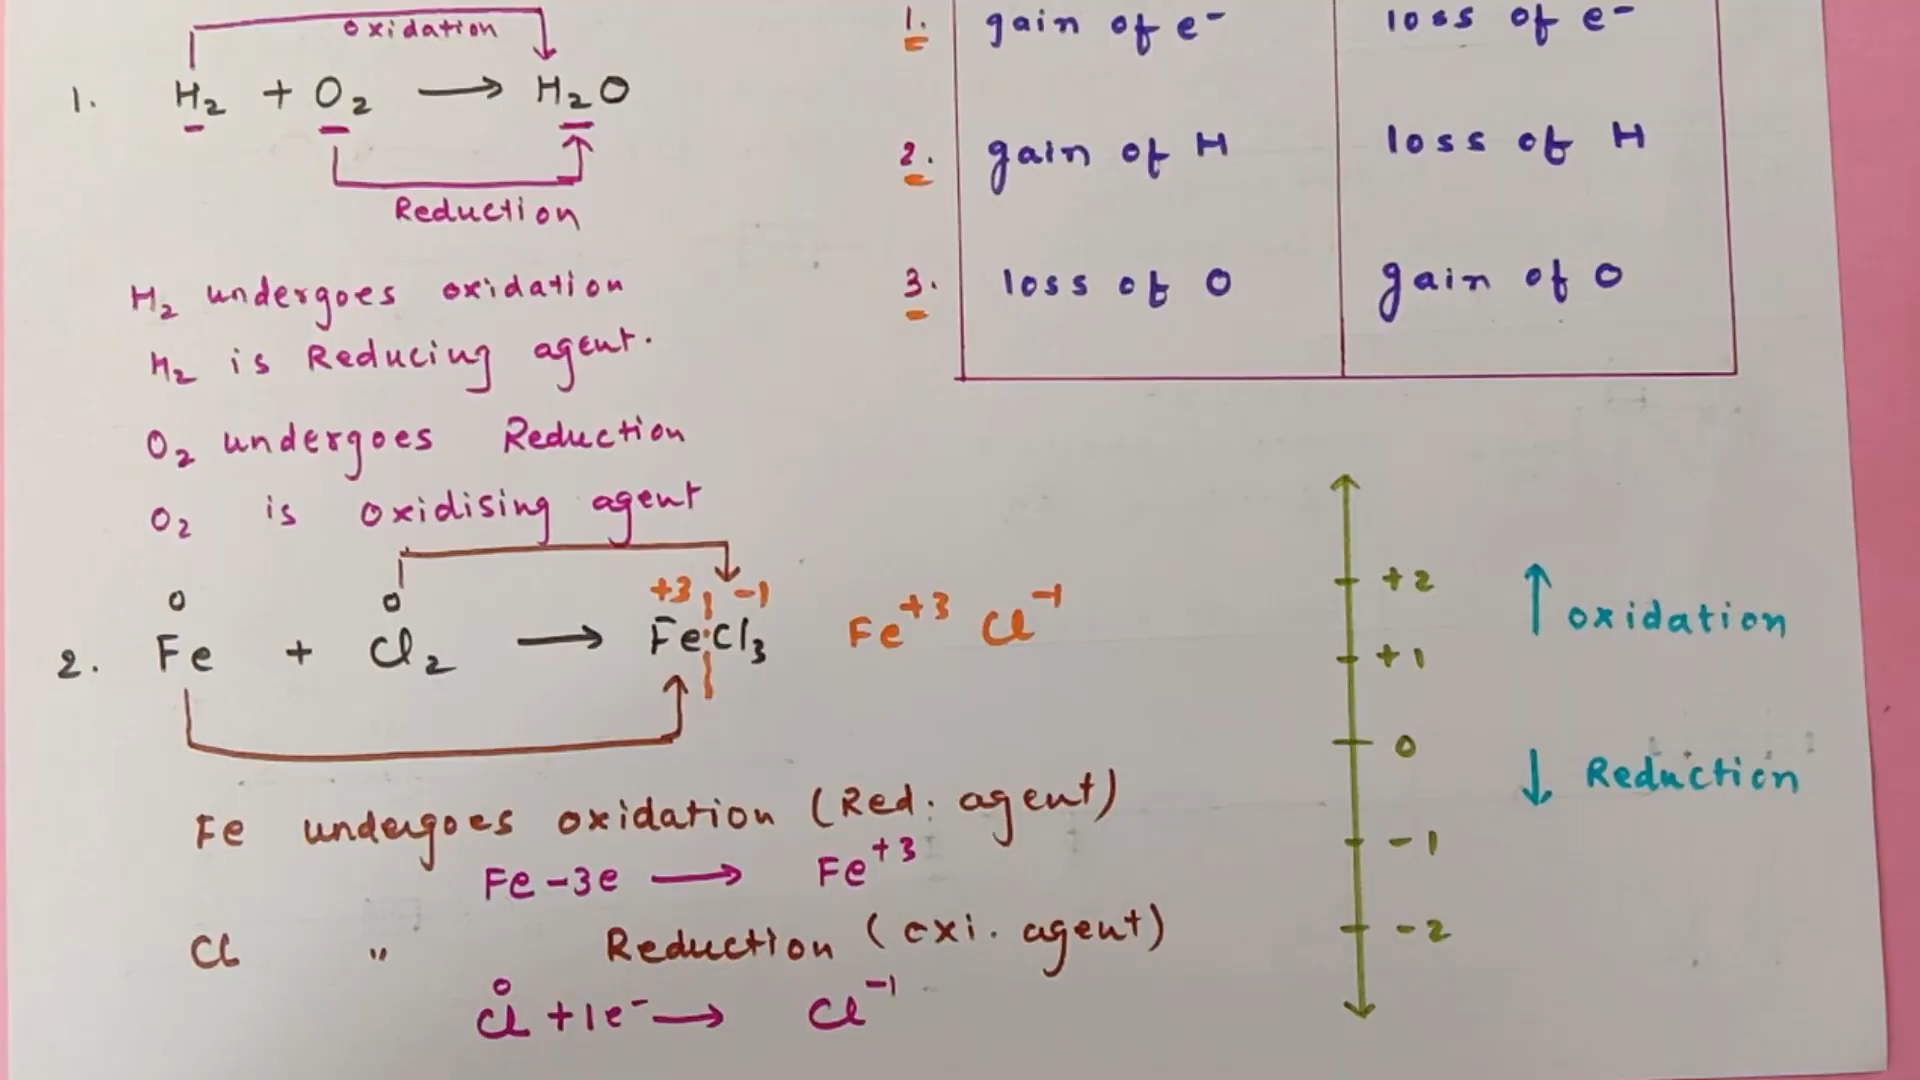 oxidation
1. H₂ + O₂ ⟶ H₂O
Reduction
H₂ undergoes oxidation
H₂ is Reducing agent.
O₂ undergoes Reduction
O₂ is oxidising agent
0 0 +3 -1
2. Fe + Cl₂ ⟶ FeCl₃ Fe⁺³ Cl⁻¹
Fe undergoes oxidation (Red. agent)
Fe - 3e ⟶ Fe⁺³
Cl " Reduction (oxi. agent)
0
Cl + 1e⁻ ⟶ Cl⁻¹
1. gain of e⁻ loss of e⁻
2. gain of H loss of H
3. loss of O gain of O
+2
↑ oxidation
+1
0
↓ Reduction
-1
-2